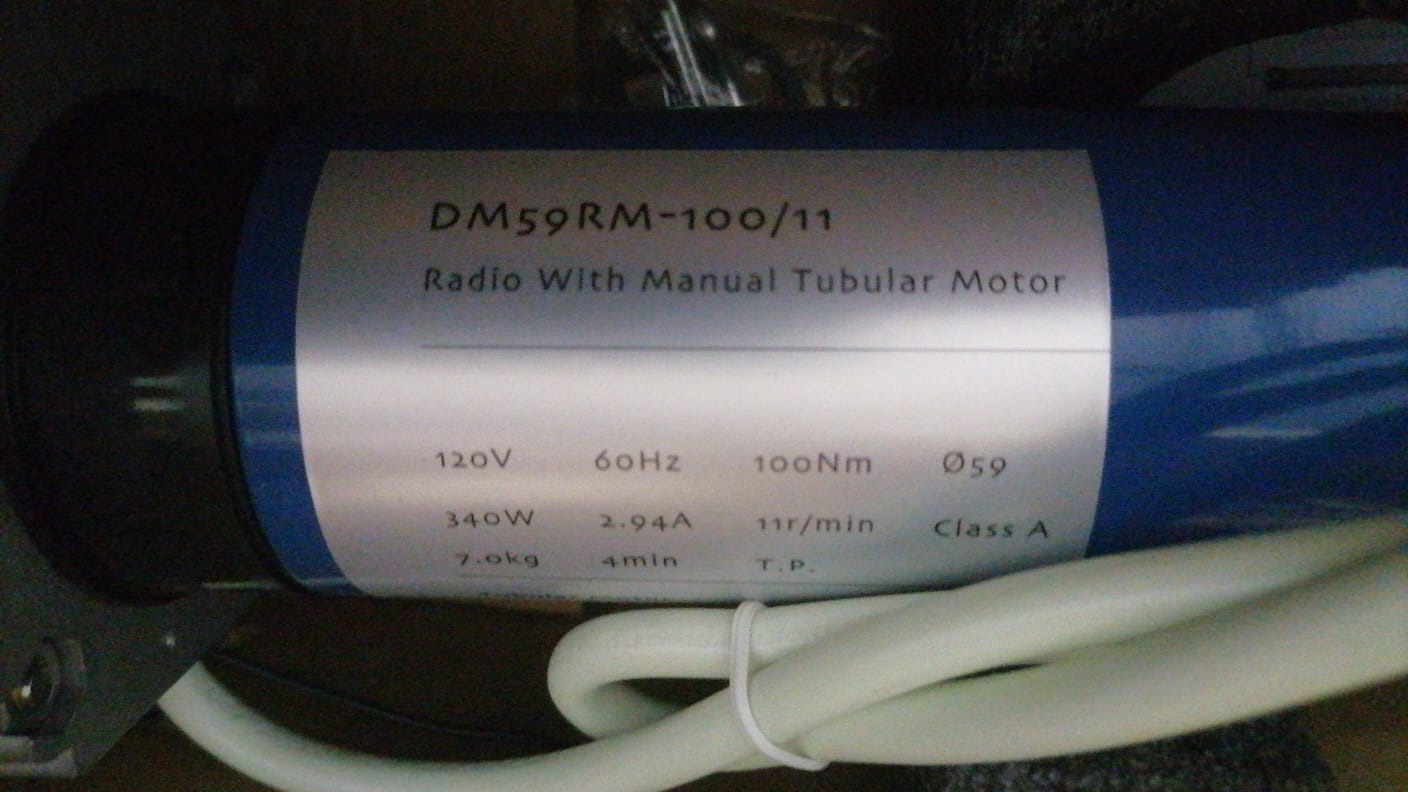 DM59RM-100/11
Radio With Manual Tubular Motor
120V 60Hz 100Nm Ø59
340W 2.94A 11r/min Class A
7.0kg 4min T.P.